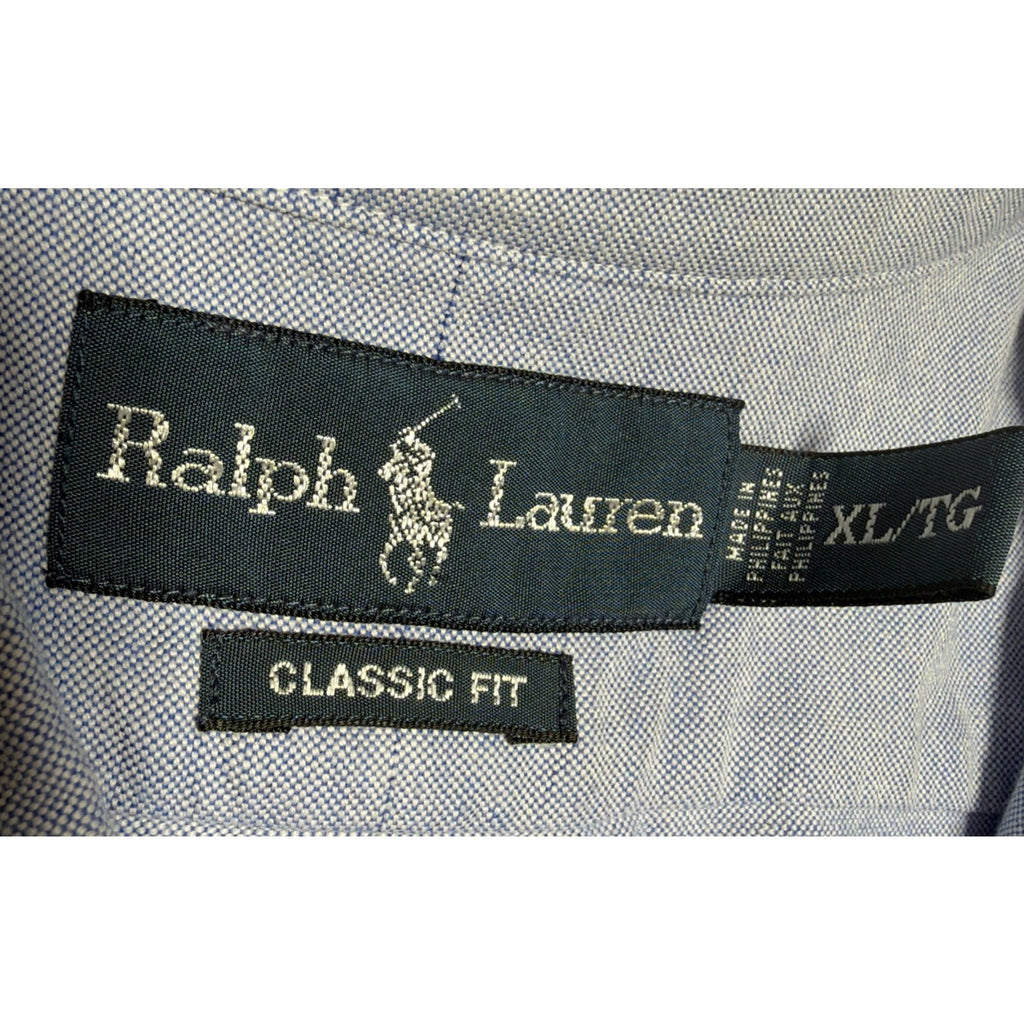 Ralph Lauren
MADE IN
PHILIPPINES
FAIT AUX
PHILIPPINES
XL/TG
CLASSIC FIT